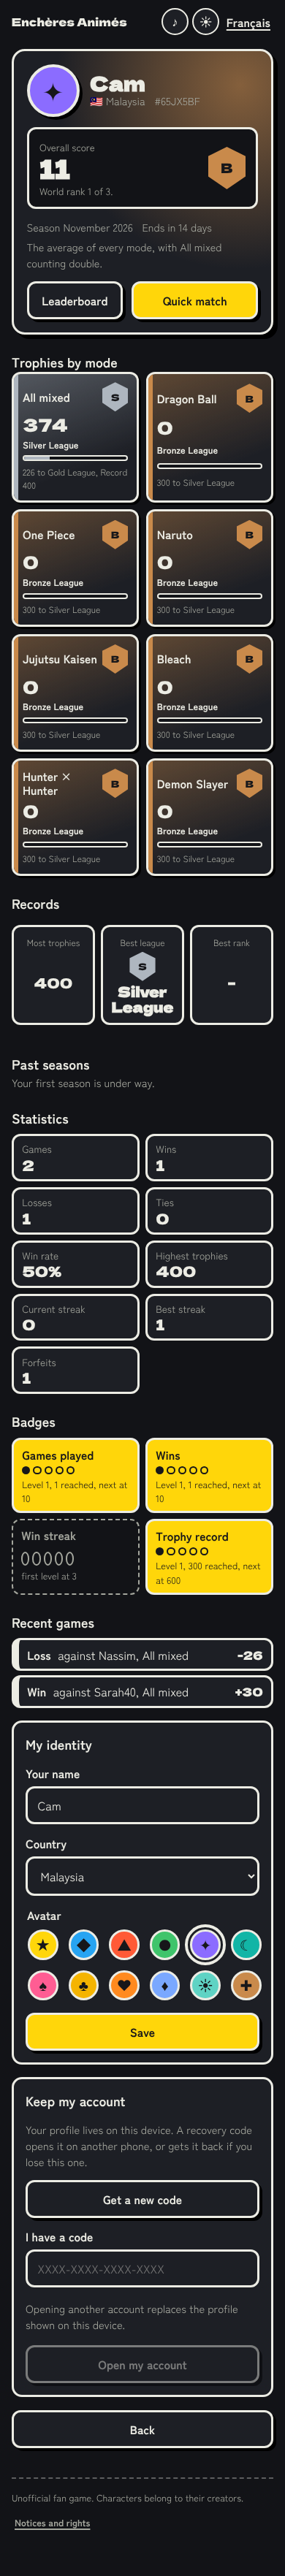 Enchères Animés
Français
Cam
Malaysia #65JX5BF
Overall score
11
World rank 1 of 3.
B
Season November 2026 Ends in 14 days
The average of every mode, with All mixed
counting double.
Leaderboard
Quick match
Trophies by mode
All mixed
S
374
Silver League
226 to Gold League, Record
400
Dragon Ball
B
0
Bronze League
300 to Silver League
One Piece
B
0
Bronze League
300 to Silver League
Naruto
B
0
Bronze League
300 to Silver League
Jujutsu Kaisen
B
0
Bronze League
300 to Silver League
Bleach
B
0
Bronze League
300 to Silver League
Hunter ×
Hunter
B
0
Bronze League
300 to Silver League
Demon Slayer
B
0
Bronze League
300 to Silver League
Records
Most trophies
400
Best league
S
Silver
League
Best rank
-
Past seasons
Your first season is under way.
Statistics
Games
2
Wins
1
Losses
1
Ties
0
Win rate
50%
Highest trophies
400
Current streak
0
Best streak
1
Forfeits
1
Badges
Games played
Level 1, 1 reached, next at
10
Wins
Level 1, 1 reached, next at
10
Win streak
first level at 3
Trophy record
Level 1, 300 reached, next
at 600
Recent games
Loss against Nassim, All mixed -26
Win against Sarah40, All mixed +30
My identity
Your name
Cam
Country
Malaysia
Avatar
Save
Keep my account
Your profile lives on this device. A recovery code
opens it on another phone, or gets it back if you
lose this one.
Get a new code
I have a code
XXXX-XXXX-XXXX-XXXX
Opening another account replaces the profile
shown on this device.
Open my account
Back
Unofficial fan game. Characters belong to their creators.
Notices and rights